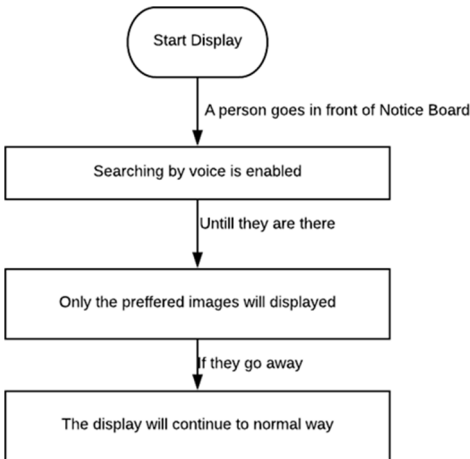 Start Display
A person goes in front of Notice Board
Searching by voice is enabled
Untill they are there
Only the preffered images will displayed
If they go away
The display will continue to normal way